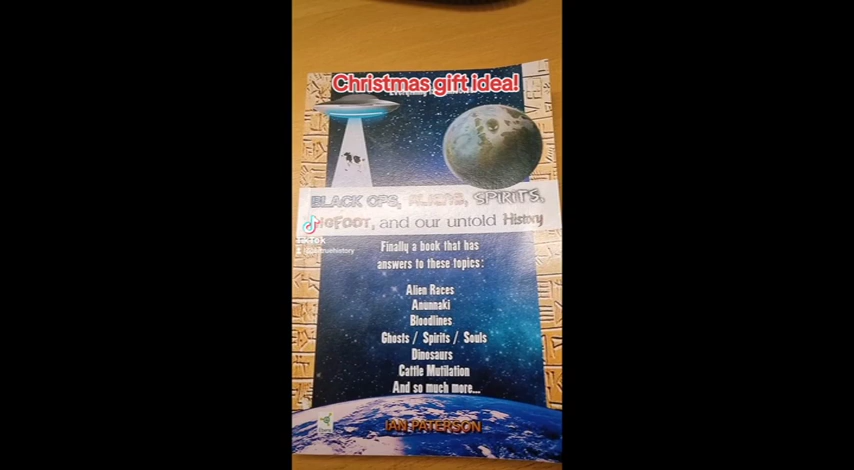 Christmas gift idea!
BLACK OPS, ALIENS, SPIRITS,
BIGFOOT, and our untold History
TikTok
Finally a book that has
answers to these topics:
Alien Races
Anunnaki
Bloodlines
Ghosts / Spirits / Souls
Dinosaurs
Cattle Mutilation
And so much more...
IAN PATERSON